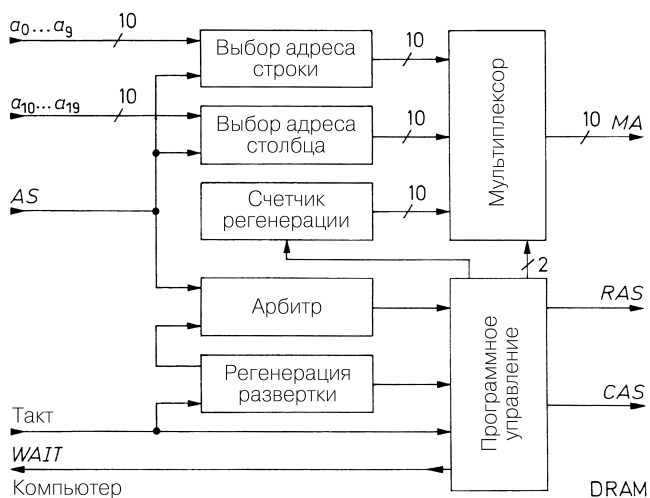 a0...a9
10
Выбор адреса
строки
10
a10...a19
10
Выбор адреса
столбца
10
Мультиплексор
10
MA
AS
Счетчик
регенерации
10
2
Арбитр
RAS
Программное
управление
Регенерация
развертки
CAS
Такт
WAIT
Компьютер
DRAM